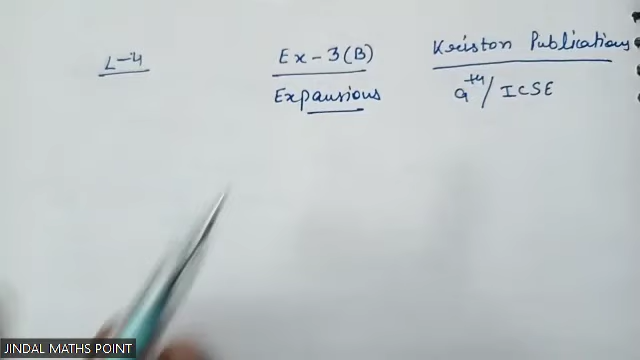 L-4
Ex-3(B)
Expansions
Kriston Publications
9th/ICSE
JINDAL MATHS POINT